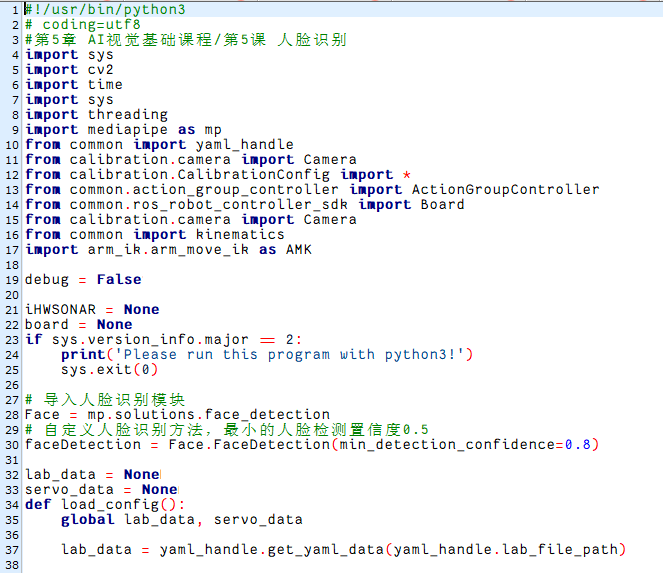 1 #!/usr/bin/python3
2 # coding=utf8
3 #第5章 AI视觉基础课程/第5课 人脸识别
4 import sys
5 import cv2
6 import time
7 import sys
8 import threading
9 import mediapipe as mp
10 from common import yaml_handle
11 from calibration.camera import Camera
12 from calibration.CalibrationConfig import *
13 from common.action_group_controller import ActionGroupController
14 from common.ros_robot_controller_sdk import Board
15 from calibration.camera import Camera
16 from common import kinematics
17 import arm_ik.arm_move_ik as AMK
18
19 debug = False
20
21 iHWSONAR = None
22 board = None
23 if sys.version_info.major == 2:
24     print('Please run this program with python3!')
25     sys.exit(0)
26
27 # 导入人脸识别模块
28 Face = mp.solutions.face_detection
29 # 自定义人脸识别方法，最小的人脸检测置信度0.5
30 faceDetection = Face.FaceDetection(min_detection_confidence=0.8)
31
32 lab_data = None
33 servo_data = None
34 def load_config():
35     global lab_data, servo_data
36
37     lab_data = yaml_handle.get_yaml_data(yaml_handle.lab_file_path)
38